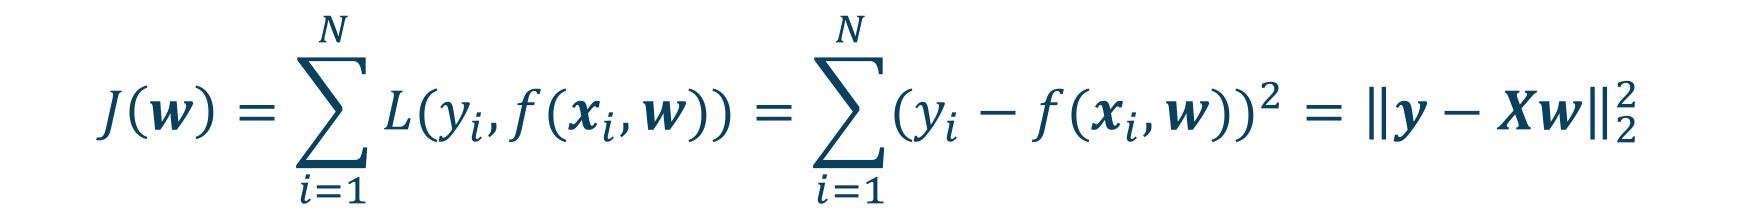 J(w) = ∑_{i=1}^{N} L(y_i, f(x_i, w)) = ∑_{i=1}^{N} (y_i − f(x_i, w))^2 = ‖y − Xw‖_2^2